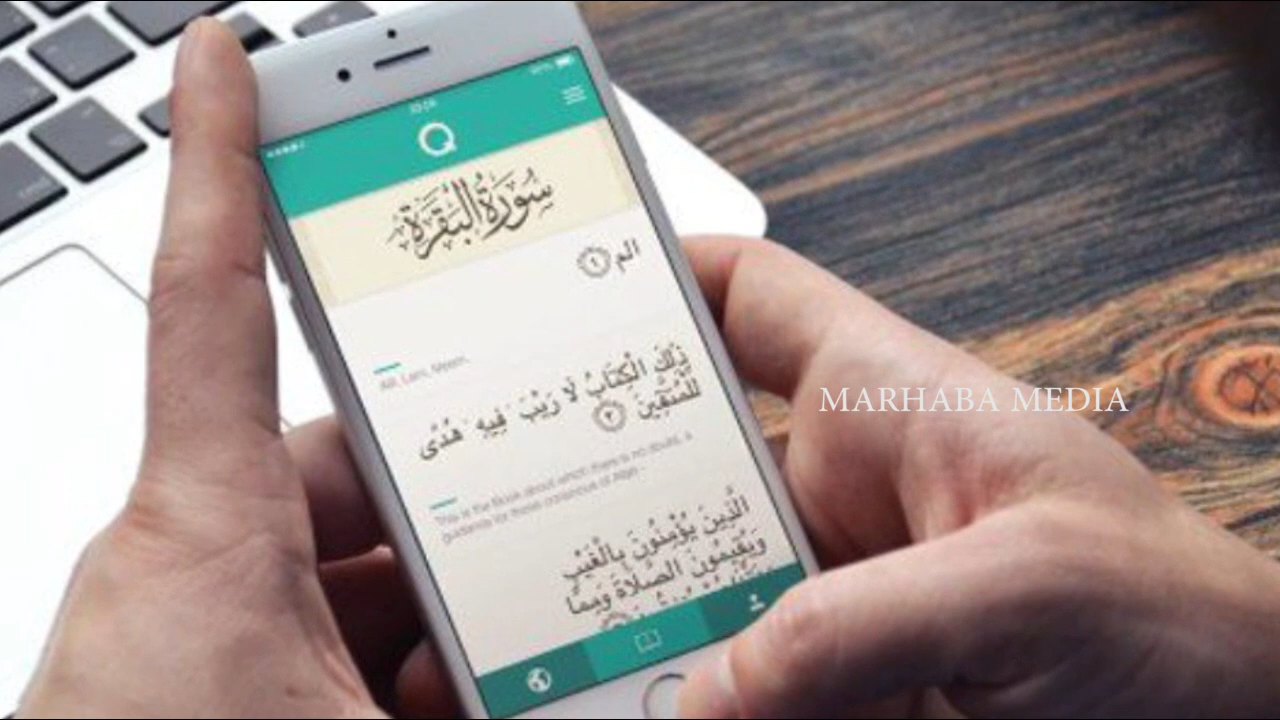 Q
سُورَةُ الْبَقَرَةِ
الم ١
Alif, Lam, Meem.
ذَٰلِكَ الْكِتَابُ لَا رَيْبَ ۛ فِيهِ ۛ هُدًى
لِّلْمُتَّقِينَ ٢
This is the Book about which there is no doubt, a
guidance for those conscious of Allah -
الَّذِينَ يُؤْمِنُونَ بِالْغَيْبِ
وَيُقِيمُونَ الصَّلَاةَ وَمِمَّا
MARHABA MEDIA